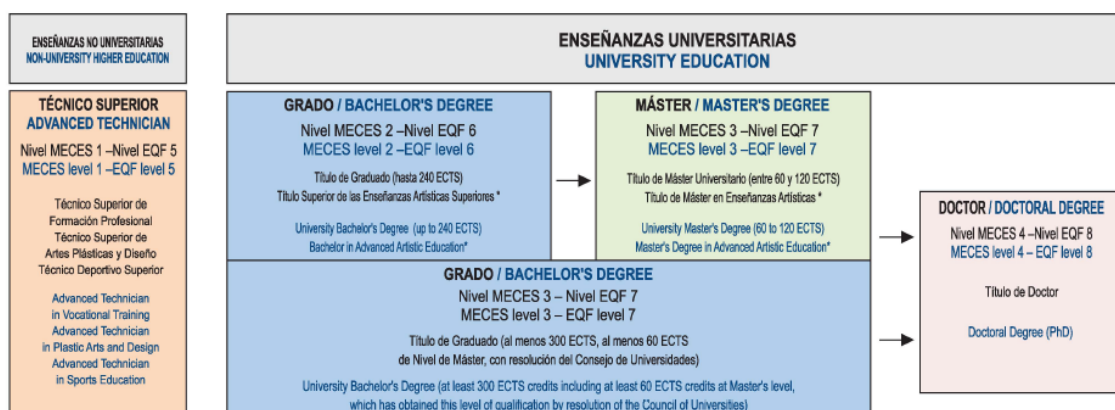 ENSEÑANZAS NO UNIVERSITARIAS
NON-UNIVERSITY HIGHER EDUCATION
TÉCNICO SUPERIOR
ADVANCED TECHNICIAN
Nivel MECES 1 –Nivel EQF 5
MECES level 1 –EQF level 5
Técnico Superior de
Formación Profesional
Técnico Superior de
Artes Plásticas y Diseño
Técnico Deportivo Superior
Advanced Technician
in Vocational Training
Advanced Technician
in Plastic Arts and Design
Advanced Technician
in Sports Education
ENSEÑANZAS UNIVERSITARIAS
UNIVERSITY EDUCATION
GRADO / BACHELOR'S DEGREE
Nivel MECES 2 –Nivel EQF 6
MECES level 2 –EQF level 6
Título de Graduado (hasta 240 ECTS)
Título Superior de las Enseñanzas Artísticas Superiores *
University Bachelor's Degree (up to 240 ECTS)
Bachelor in Advanced Artistic Education*
MÁSTER / MASTER'S DEGREE
Nivel MECES 3 –Nivel EQF 7
MECES level 3 –EQF level 7
Título de Máster Universitario (entre 60 y 120 ECTS)
Título de Máster en Enseñanzas Artísticas *
University Master's Degree (60 to 120 ECTS)
Master's Degree in Advanced Artistic Education*
GRADO / BACHELOR'S DEGREE
Nivel MECES 3 – Nivel EQF 7
MECES level 3 – EQF level 7
Título de Graduado (al menos 300 ECTS, al menos 60 ECTS
de Nivel de Máster, con resolución del Consejo de Universidades)
University Bachelor's Degree (at least 300 ECTS credits including at least 60 ECTS credits at Master's level,
which has obtained this level of qualification by resolution of the Council of Universities)
DOCTOR / DOCTORAL DEGREE
Nivel MECES 4 –Nivel EQF 8
MECES level 4 – EQF level 8
Título de Doctor
Doctoral Degree (PhD)